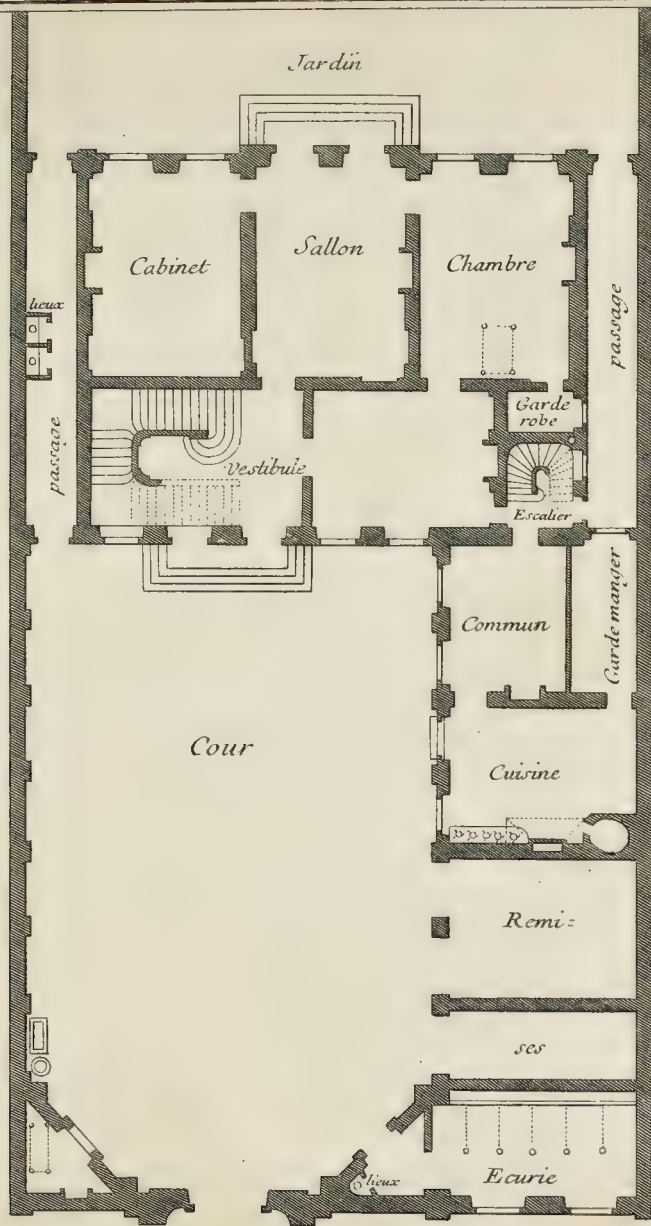 Jardin
Cabinet
Sallon
Chambre
lieux
passage
passage
Garde
robe
Vestibule
Escalier
Commun
Garde manger
Cour
Cuisine
Remi=
ses
lieux
Ecurie